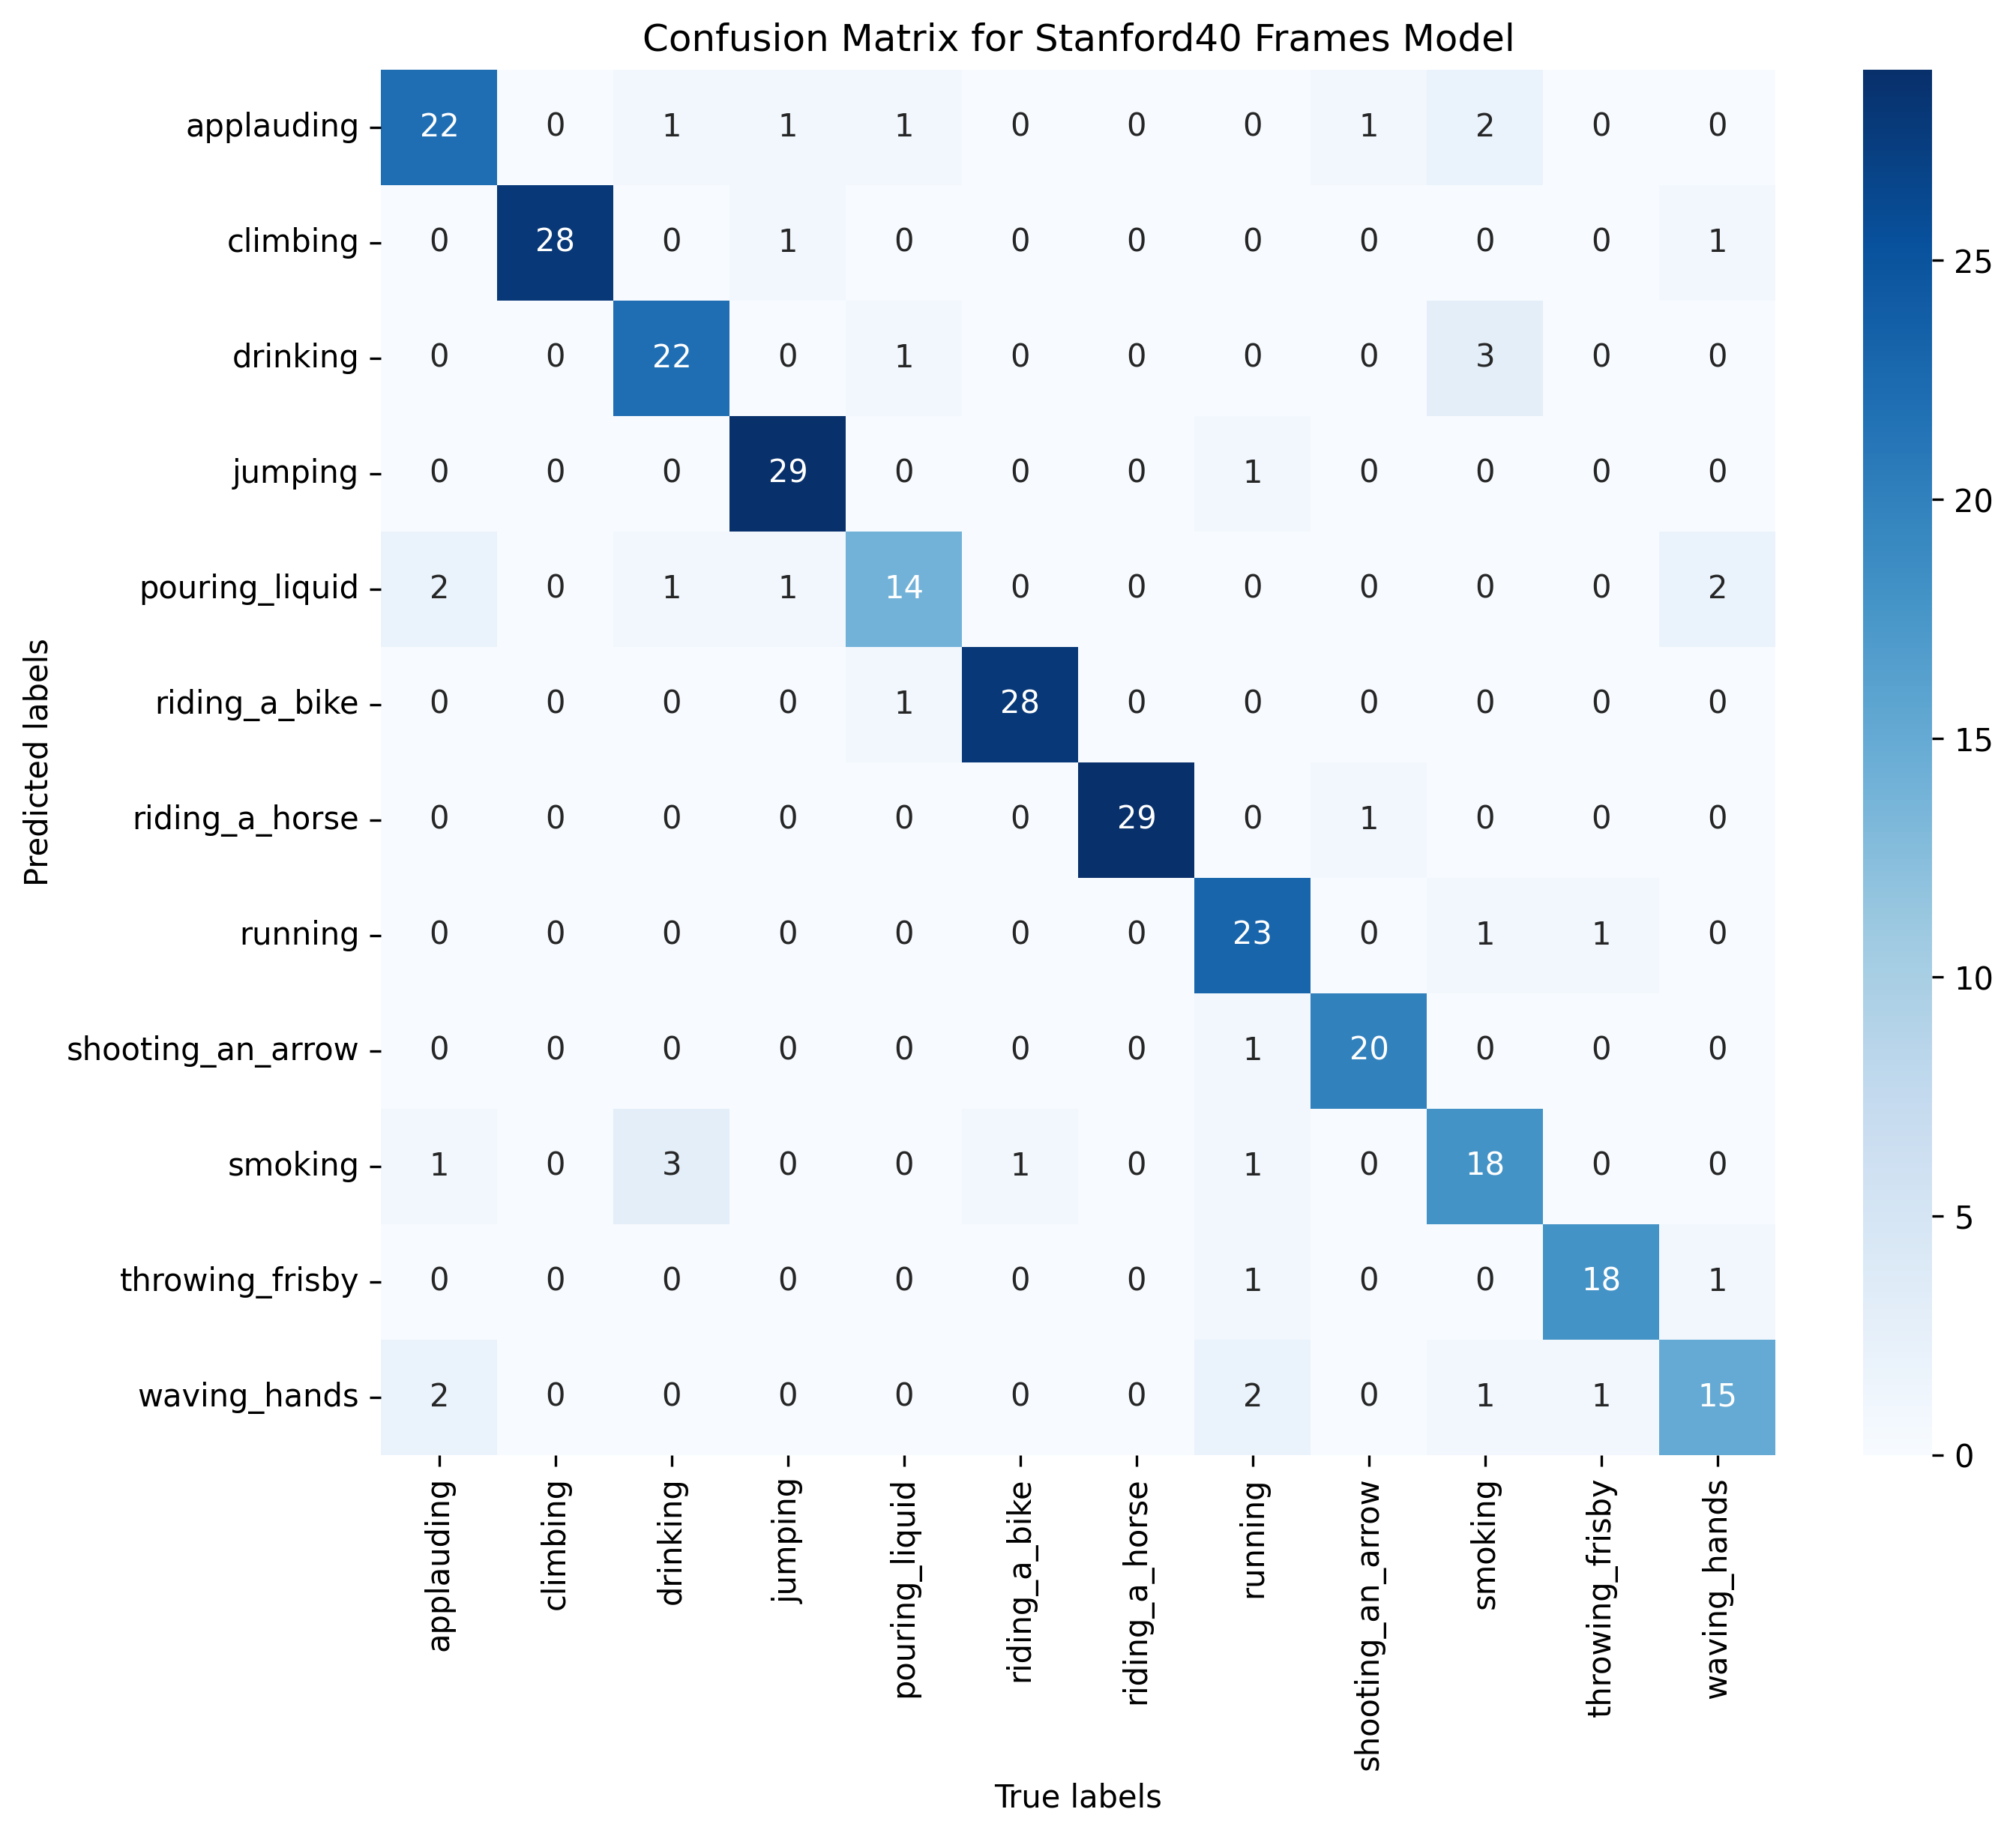 Confusion Matrix for Stanford40 Frames Model
Predicted labels
applauding 22 0 1 1 1 0 0 0 1 2 0 0
climbing 0 28 0 1 0 0 0 0 0 0 0 1
drinking 0 0 22 0 1 0 0 0 0 3 0 0
jumping 0 0 0 29 0 0 0 1 0 0 0 0
pouring_liquid 2 0 1 1 14 0 0 0 0 0 0 2
riding_a_bike 0 0 0 0 1 28 0 0 0 0 0 0
riding_a_horse 0 0 0 0 0 0 29 0 1 0 0 0
running 0 0 0 0 0 0 0 23 0 1 1 0
shooting_an_arrow 0 0 0 0 0 0 0 1 20 0 0 0
smoking 1 0 3 0 0 1 0 1 0 18 0 0
throwing_frisby 0 0 0 0 0 0 0 1 0 0 18 1
waving_hands 2 0 0 0 0 0 0 2 0 1 1 15
applauding
climbing
drinking
jumping
pouring_liquid
riding_a_bike
riding_a_horse
running
shooting_an_arrow
smoking
throwing_frisby
waving_hands
True labels
25
20
15
10
5
0